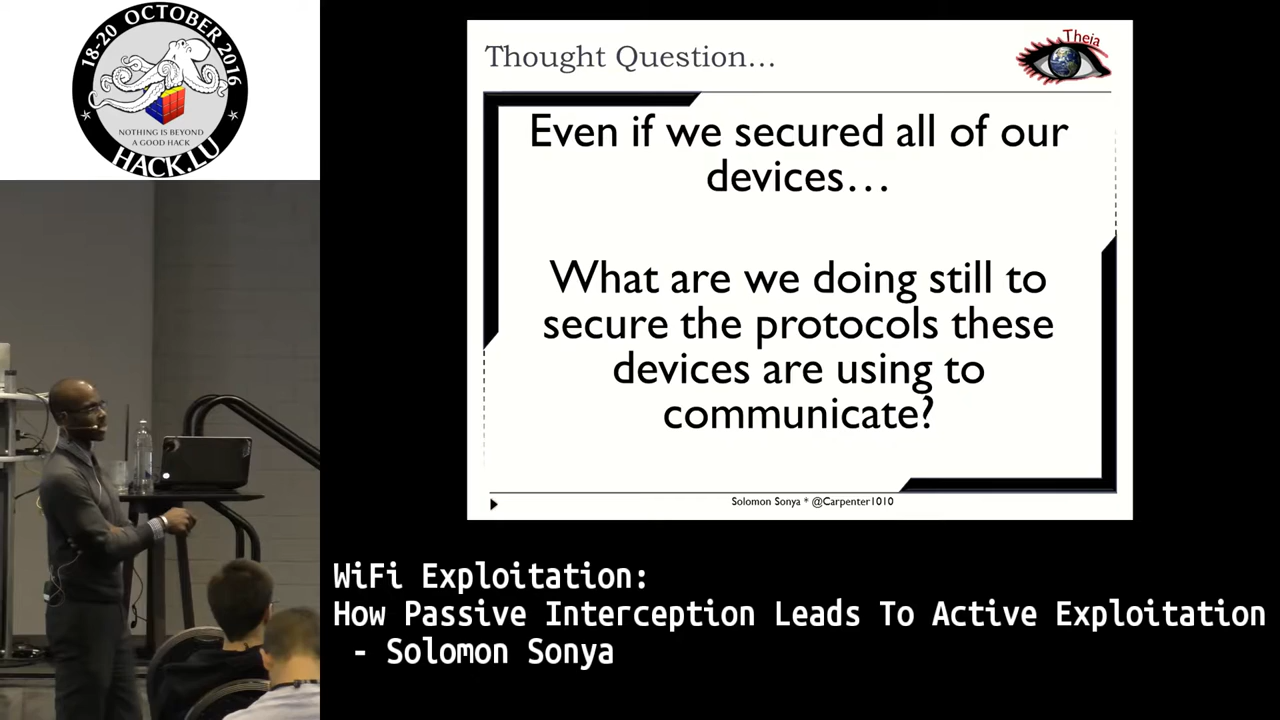 18-20 OCTOBER 2016
NOTHING IS BEYOND
A GOOD HACK
HACK.LU
Thought Question…
Theia
Even if we secured all of our
devices…
What are we doing still to
secure the protocols these
devices are using to
communicate?
Solomon Sonya * @Carpenter1010
WiFi Exploitation:
How Passive Interception Leads To Active Exploitation
- Solomon Sonya